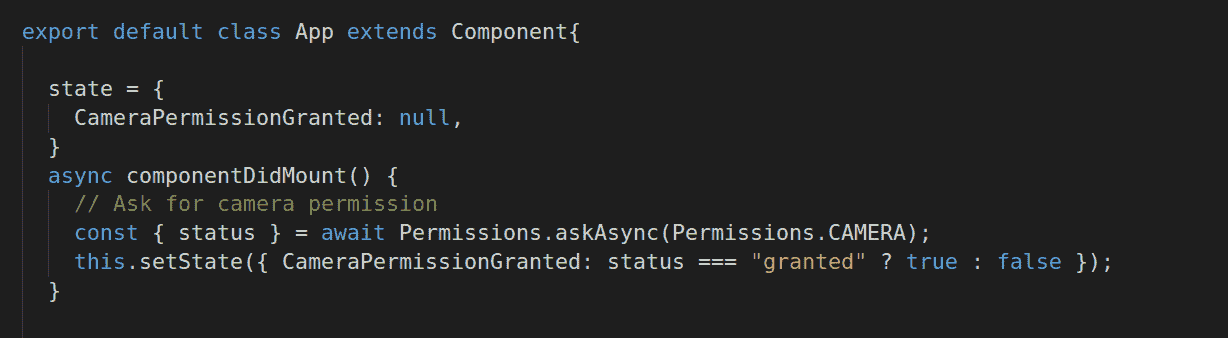 export default class App extends Component{
state = {
CameraPermissionGranted: null,
}
async componentDidMount() {
// Ask for camera permission
const { status } = await Permissions.askAsync(Permissions.CAMERA);
this.setState({ CameraPermissionGranted: status === "granted" ? true : false });
}